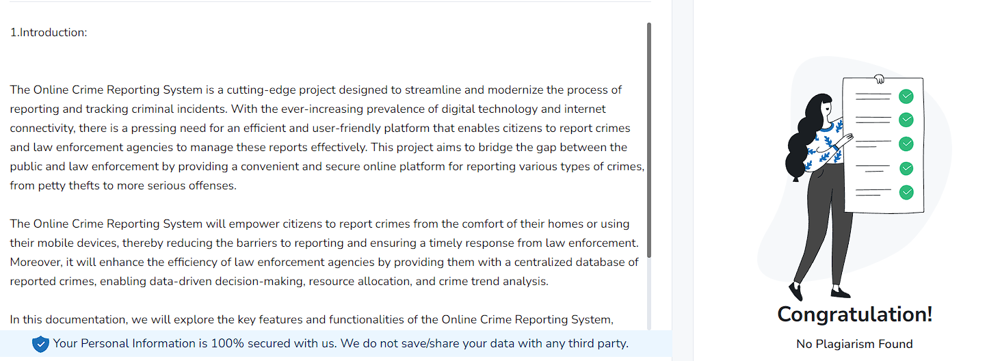 1.Introduction:
The Online Crime Reporting System is a cutting-edge project designed to streamline and modernize the process of
reporting and tracking criminal incidents. With the ever-increasing prevalence of digital technology and internet
connectivity, there is a pressing need for an efficient and user-friendly platform that enables citizens to report crimes
and law enforcement agencies to manage these reports effectively. This project aims to bridge the gap between the
public and law enforcement by providing a convenient and secure online platform for reporting various types of crimes,
from petty thefts to more serious offenses.
The Online Crime Reporting System will empower citizens to report crimes from the comfort of their homes or using
their mobile devices, thereby reducing the barriers to reporting and ensuring a timely response from law enforcement.
Moreover, it will enhance the efficiency of law enforcement agencies by providing them with a centralized database of
reported crimes, enabling data-driven decision-making, resource allocation, and crime trend analysis.
In this documentation, we will explore the key features and functionalities of the Online Crime Reporting System,
Your Personal Information is 100% secured with us. We do not save/share your data with any third party.
Congratulation!
No Plagiarism Found